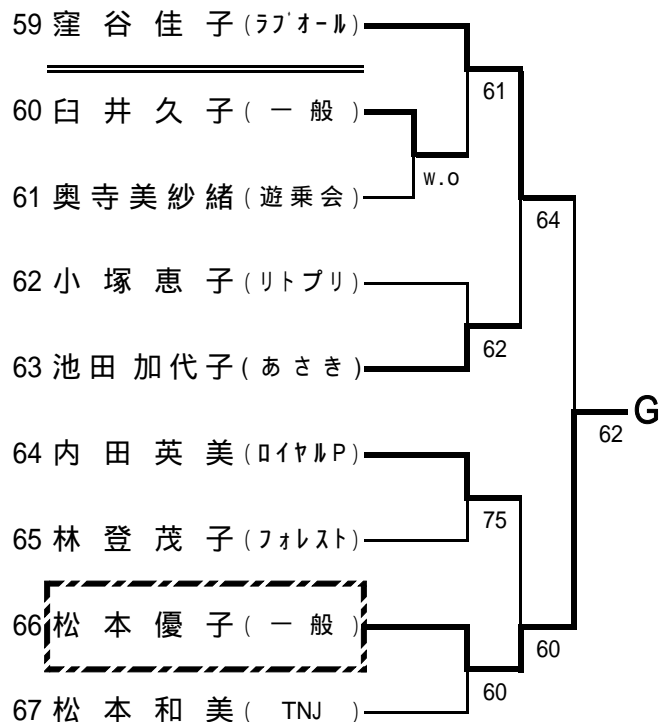 59 窪谷佳子 (ラブオール)
61
60 臼井久子 (一般)
w.o
61 奥寺美紗緒 (遊乗会)
64
62 小塚恵子 (リトプリ)
62
63 池田加代子 (あさき)
G
62
64 内田英美 (ロイヤルP)
75
65 林登茂子 (フォレスト)
66 松本優子 (一般)
60
60
67 松本和美 (TNJ)